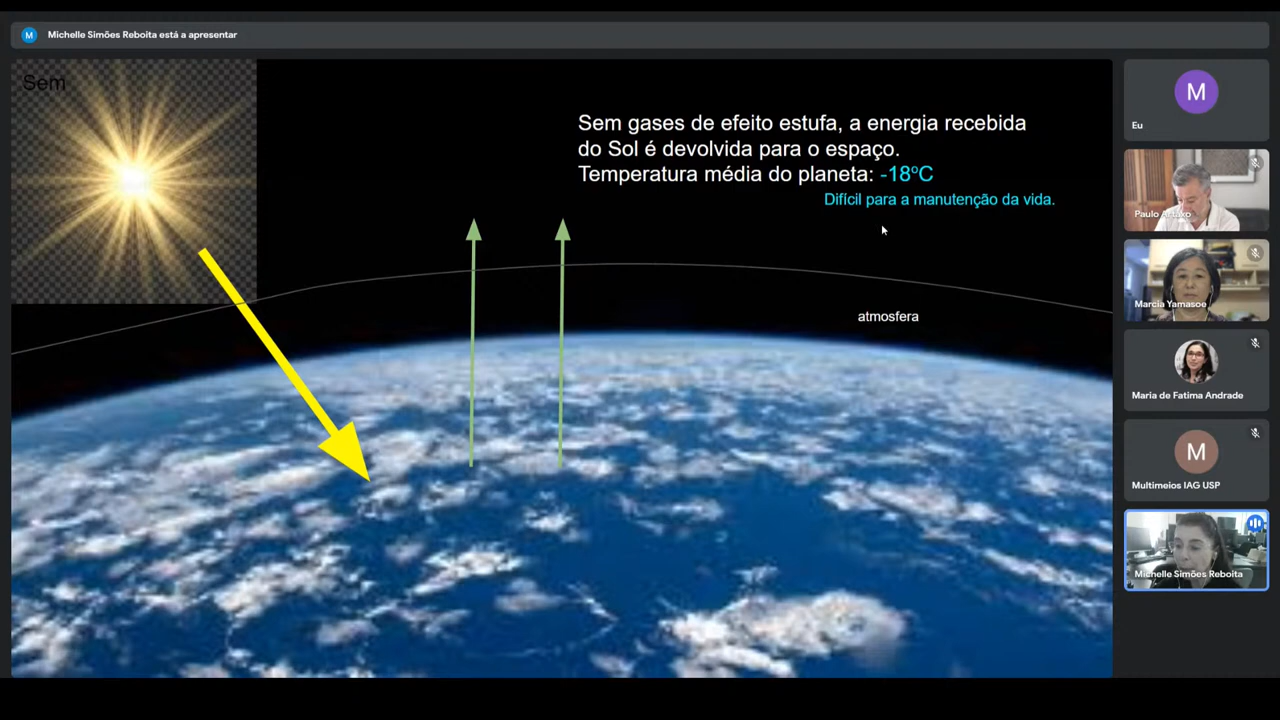 M
Michelle Simões Reboita está a apresentar
Sem
Sem gases de efeito estufa, a energia recebida
do Sol é devolvida para o espaço.
Temperatura média do planeta: -18ºC
Difícil para a manutenção da vida.
atmosfera
M
Eu
Paulo Artaxo
Marcia Yamasoe
Maria de Fatima Andrade
M
Multimeios IAG USP
Michelle Simões Reboita